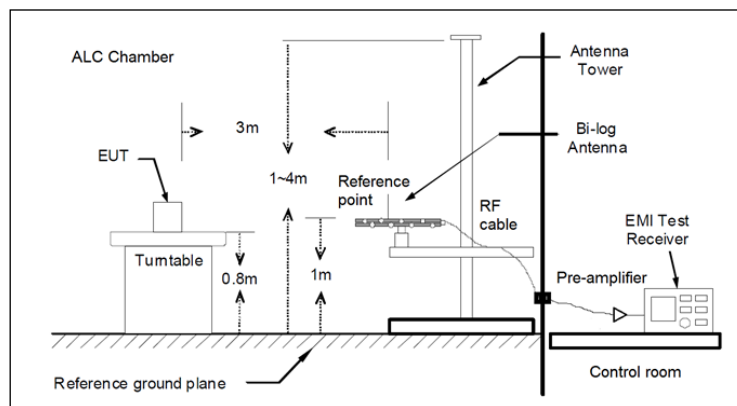 ALC Chamber
Antenna
Tower
3m
Bi-log
Antenna
EUT
1~4m
Reference
point
RF
cable
EMI Test
Receiver
Turntable
0.8m
1m
Pre-amplifier
Reference ground plane
Control room